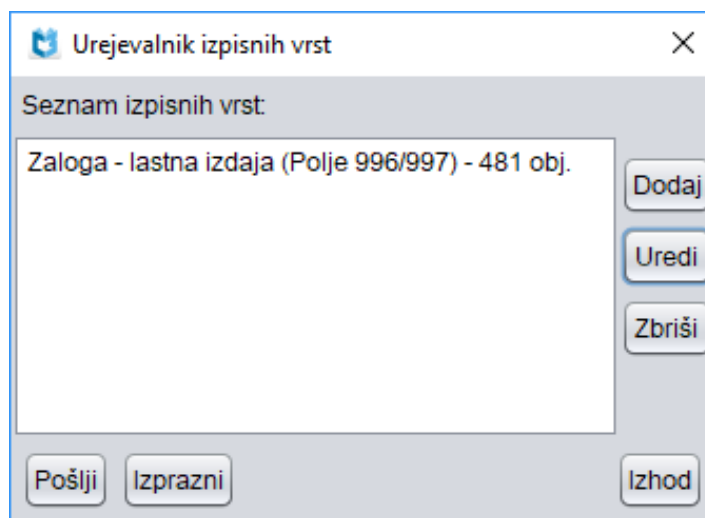 Urejevalnik izpisnih vrst
Seznam izpisnih vrst:
Zaloga - lastna izdaja (Polje 996/997) - 481 obj.
Dodaj
Uredi
Zbriši
Pošlji
Izprazni
Izhod